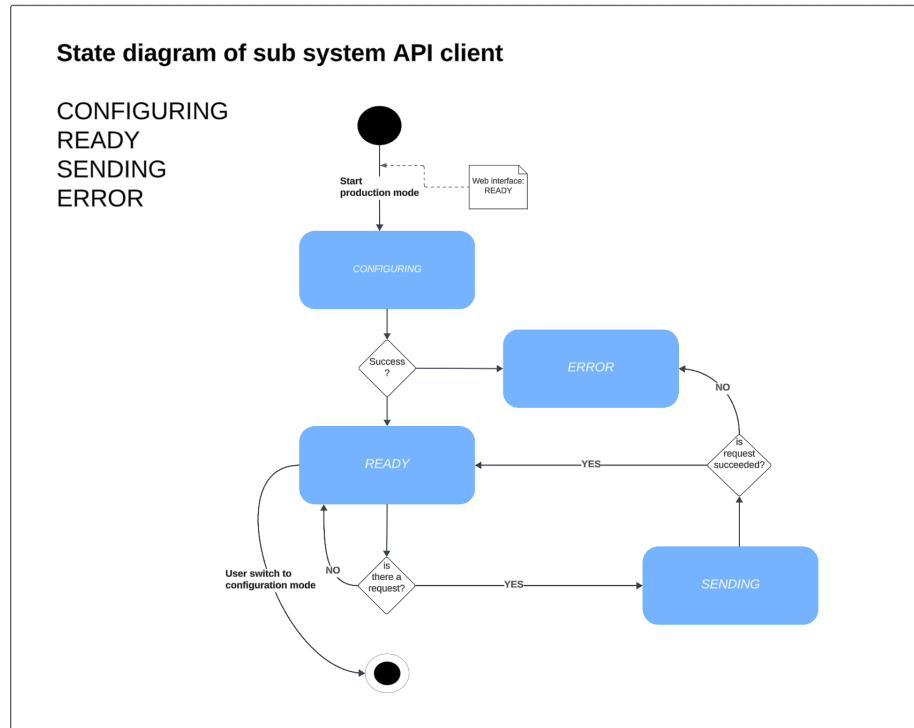 State diagram of sub system API client
CONFIGURING
READY
SENDING
ERROR
Start
production mode
Web interface:
READY
CONFIGURING
Success
?
ERROR
NO
is
request
succeeded?
READY
YES
User switch to
configuration mode
NO
is
there a
request?
YES
SENDING